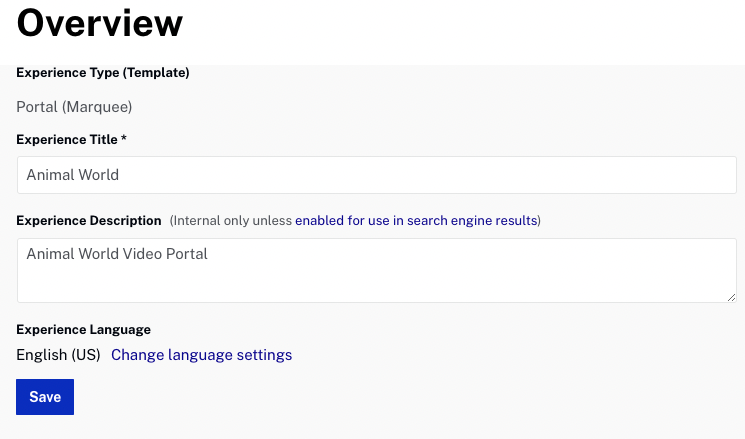 Overview
Experience Type (Template)
Portal (Marquee)
Experience Title *
Animal World
Experience Description (Internal only unless enabled for use in search engine results)
Animal World Video Portal
Experience Language
English (US) Change language settings
Save